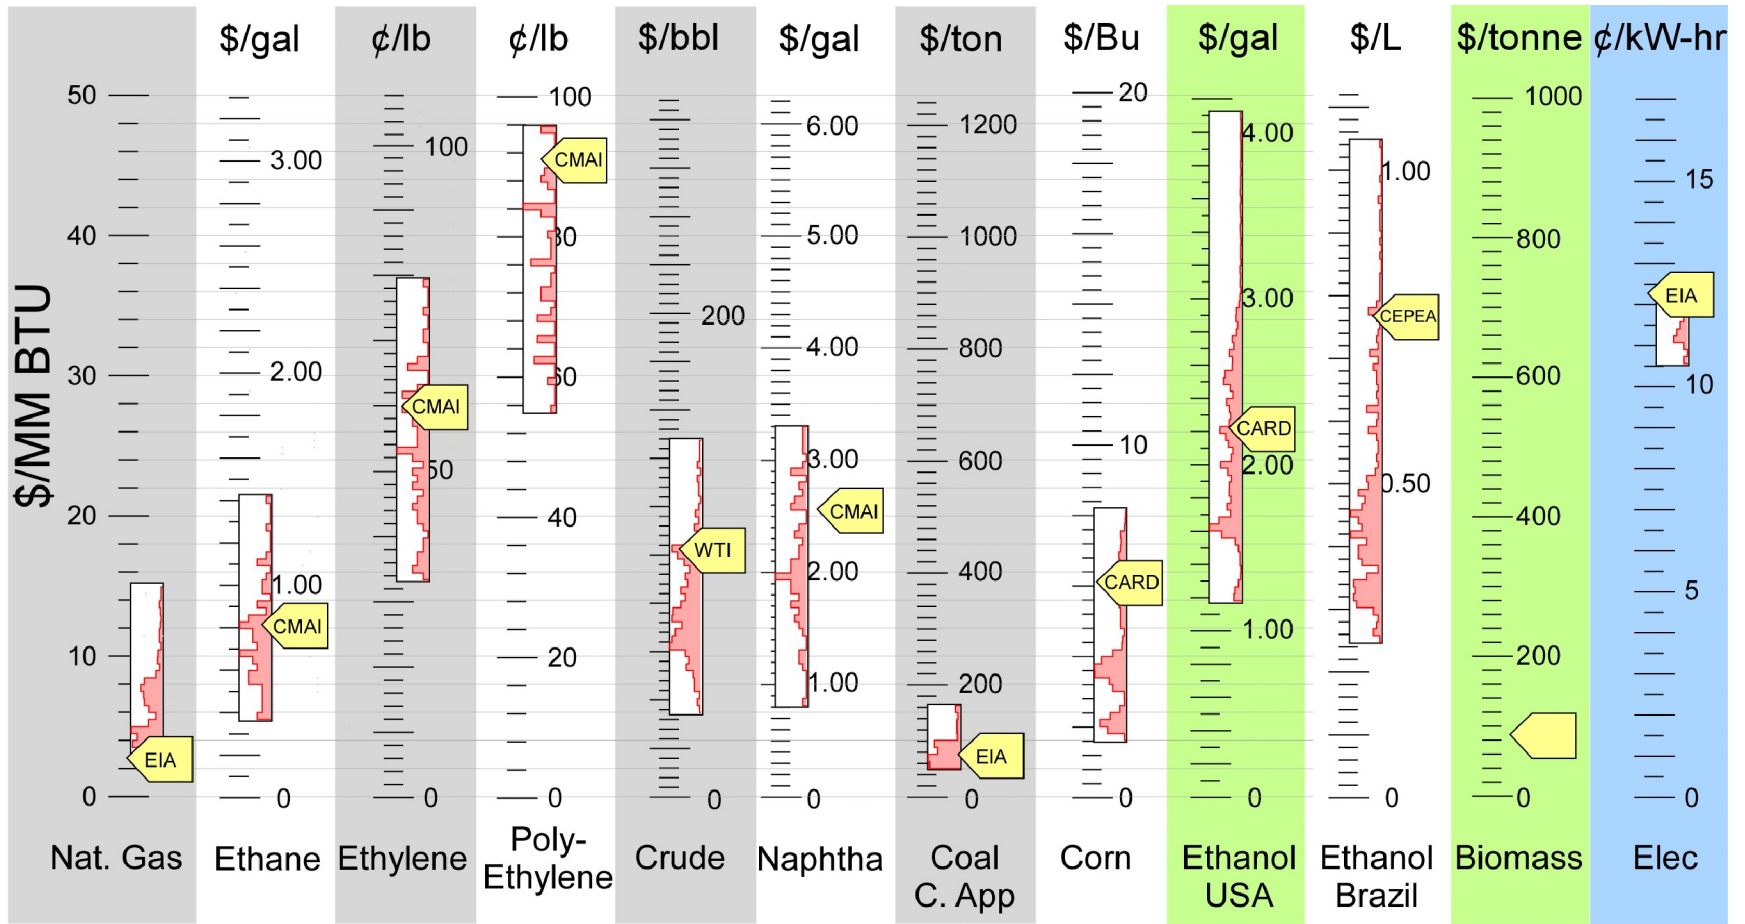 $/gal ¢/lb ¢/lb $/bbl $/gal $/ton $/Bu $/gal $/L $/tonne ¢/kW-hr
$/MM BTU
50
40
30
20
10
0
Nat. Gas
EIA
3.00
2.00
1.00
0
Ethane
CMAI
100
50
0
Ethylene
CMAI
100
80
60
40
20
0
Poly-
Ethylene
CMAI
200
0
Crude
WTI
6.00
5.00
4.00
3.00
2.00
1.00
0
Naphtha
CMAI
1200
1000
800
600
400
200
0
Coal
C. App
EIA
20
10
0
Corn
CARD
4.00
3.00
2.00
1.00
0
Ethanol
USA
CARD
1.00
0.50
0
Ethanol
Brazil
CEPEA
1000
800
600
400
200
0
Biomass
15
10
5
0
Elec
EIA